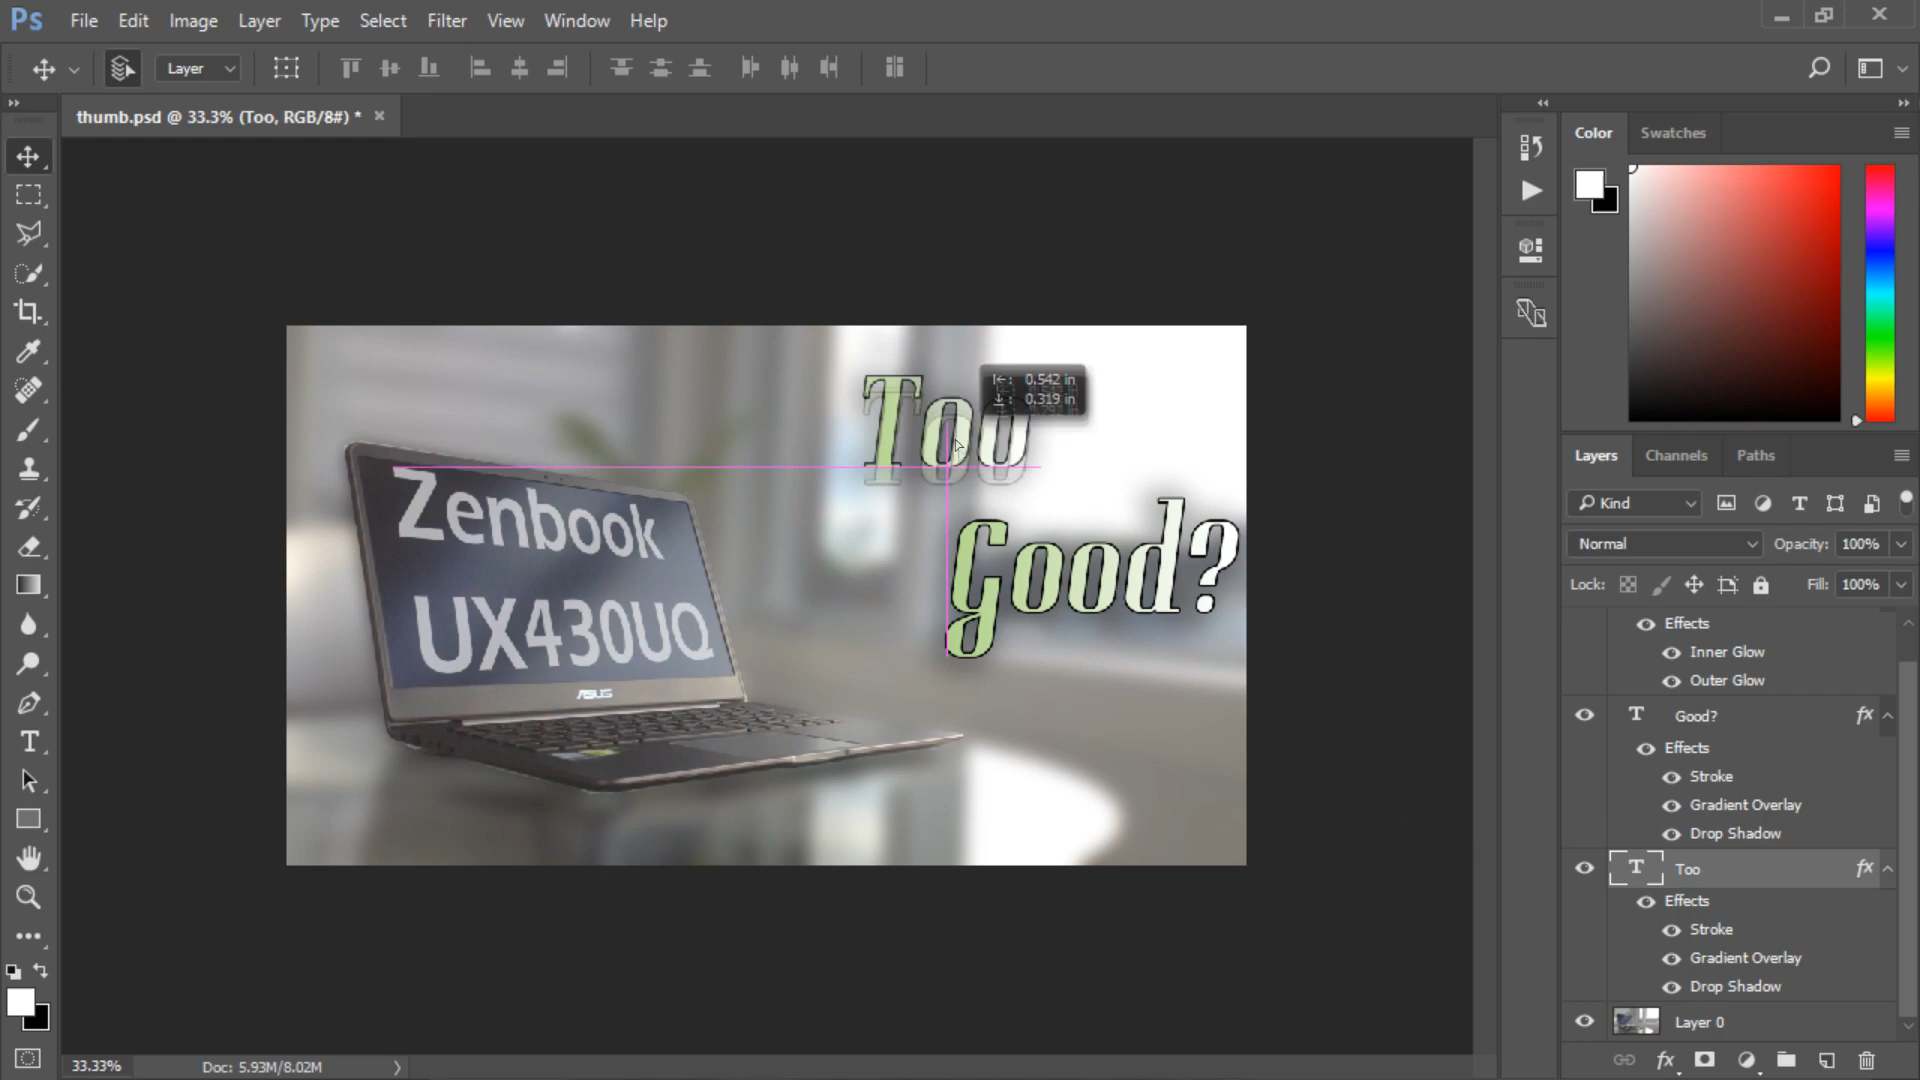 Ps File Edit Image Layer Type Select Filter View Window Help
Layer
thumb.psd @ 33.3% (Too, RGB/8#) * ×
Color Swatches
Too
0.542 in
0.319 in
Zenbook
UX430UQ
ASUS
Good?
Layers Channels Paths
Kind
Normal Opacity: 100%
Lock: Fill: 100%
Effects
Inner Glow
Outer Glow
T Good? fx
Effects
Stroke
Gradient Overlay
Drop Shadow
T Too fx
Effects
Stroke
Gradient Overlay
Drop Shadow
Layer 0
fx
33.33% Doc: 5.93M/8.02M